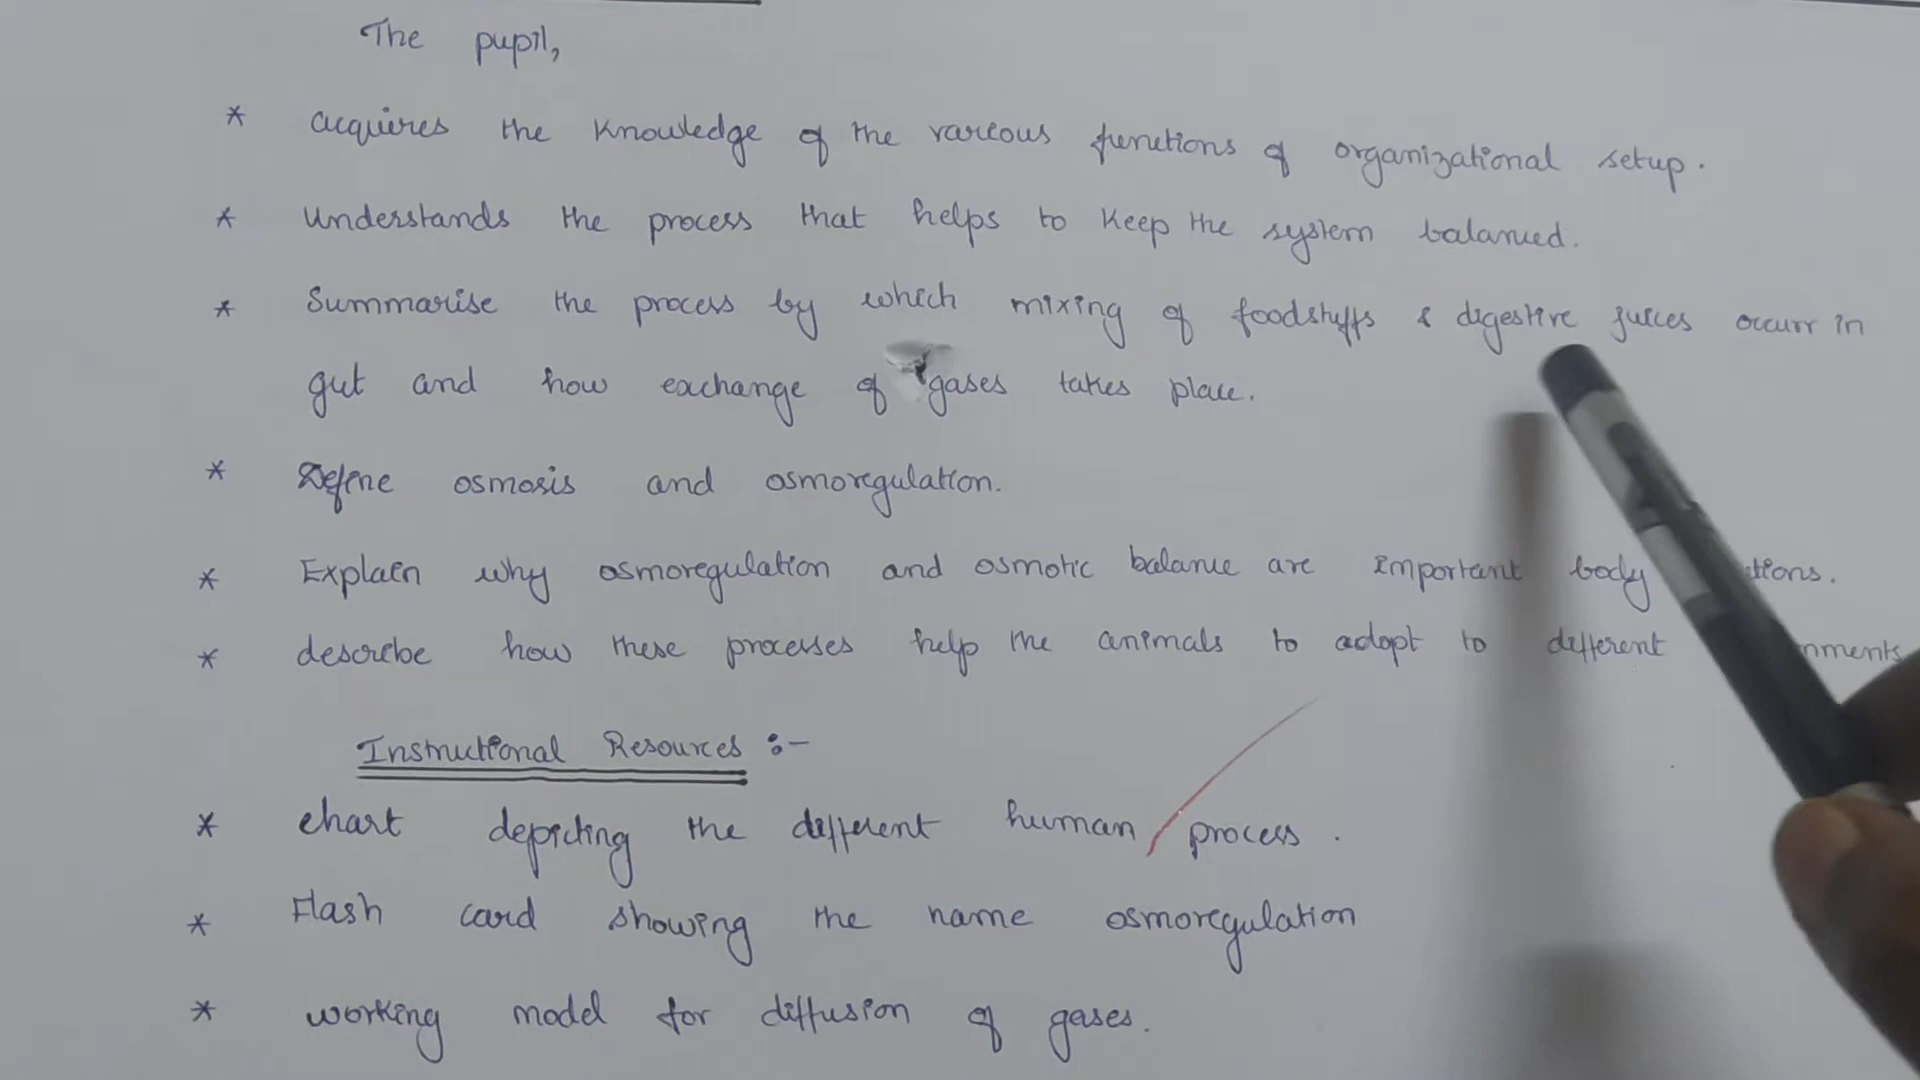 The pupil,
* acquires the knowledge of the various functions of organizational setup.
* Understands the process that helps to keep the system balanced.
* Summarise the process by which mixing of foodstuffs & digestive juices occurr in
gut and how exchange of gases takes place.
* Define osmosis and osmoregulation.
* Explain why osmoregulation and osmotic balance are important body
* describe how these processes help the animals to adopt to different
Instructional Resources :-
* chart depicting the different human process.
* Flash card showing the name osmoregulation
* working model for diffusion of gases.